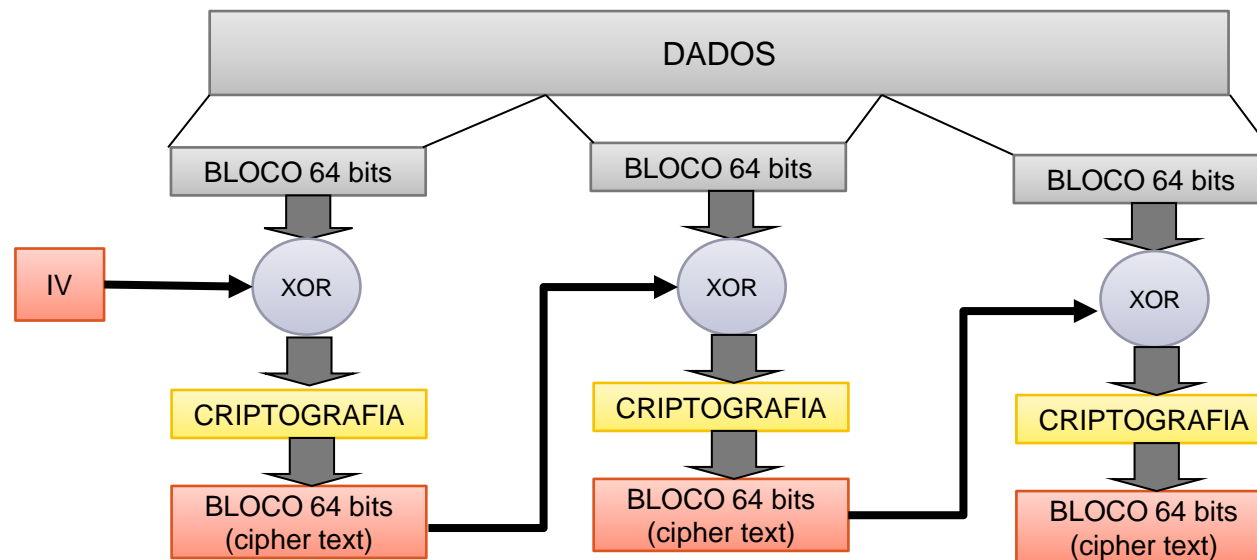 DADOS
BLOCO 64 bits
BLOCO 64 bits
BLOCO 64 bits
IV
XOR
XOR
XOR
CRIPTOGRAFIA
CRIPTOGRAFIA
CRIPTOGRAFIA
BLOCO 64 bits
(cipher text)
BLOCO 64 bits
(cipher text)
BLOCO 64 bits
(cipher text)